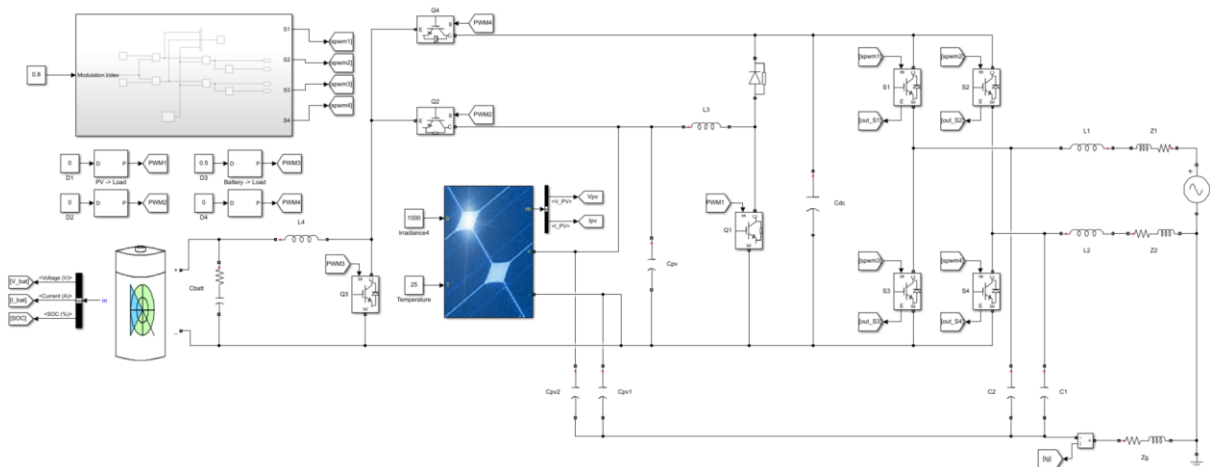 Q4
PWM4
g
E
C
S1
[spwm1]
S2
[spwm2]
0.8
Modulation Index
S3
[spwm3]
S4
[spwm4]
Q2
PWM2
g
E
C
L3
[spwm1]
S1
[spwm2]
S2
[out_S1]
[out_S2]
L1
Z1
0
D
P
PWM1
0.5
D
P
PWM3
D1
PV -> Load
D3
Battery -> Load
0
D
P
PWM2
0
D
P
PWM4
D2
D4
1000
Irradiance4
m
<V_PV>
Vpv
<I_PV>
Ipv
PWM1
Q1
Cdc
L2
Z2
L4
PWM3
Q3
25
Temperature
Cpv
[spwm3]
S3
[spwm4]
S4
[out_S3]
[out_S4]
Cbatt
[V_bat]
<Voltage (V)>
[I_bat]
<Current (A)>
m
[SOC]
<SOC (%)>
Cpv2
Cpv1
C2
C1
Zg